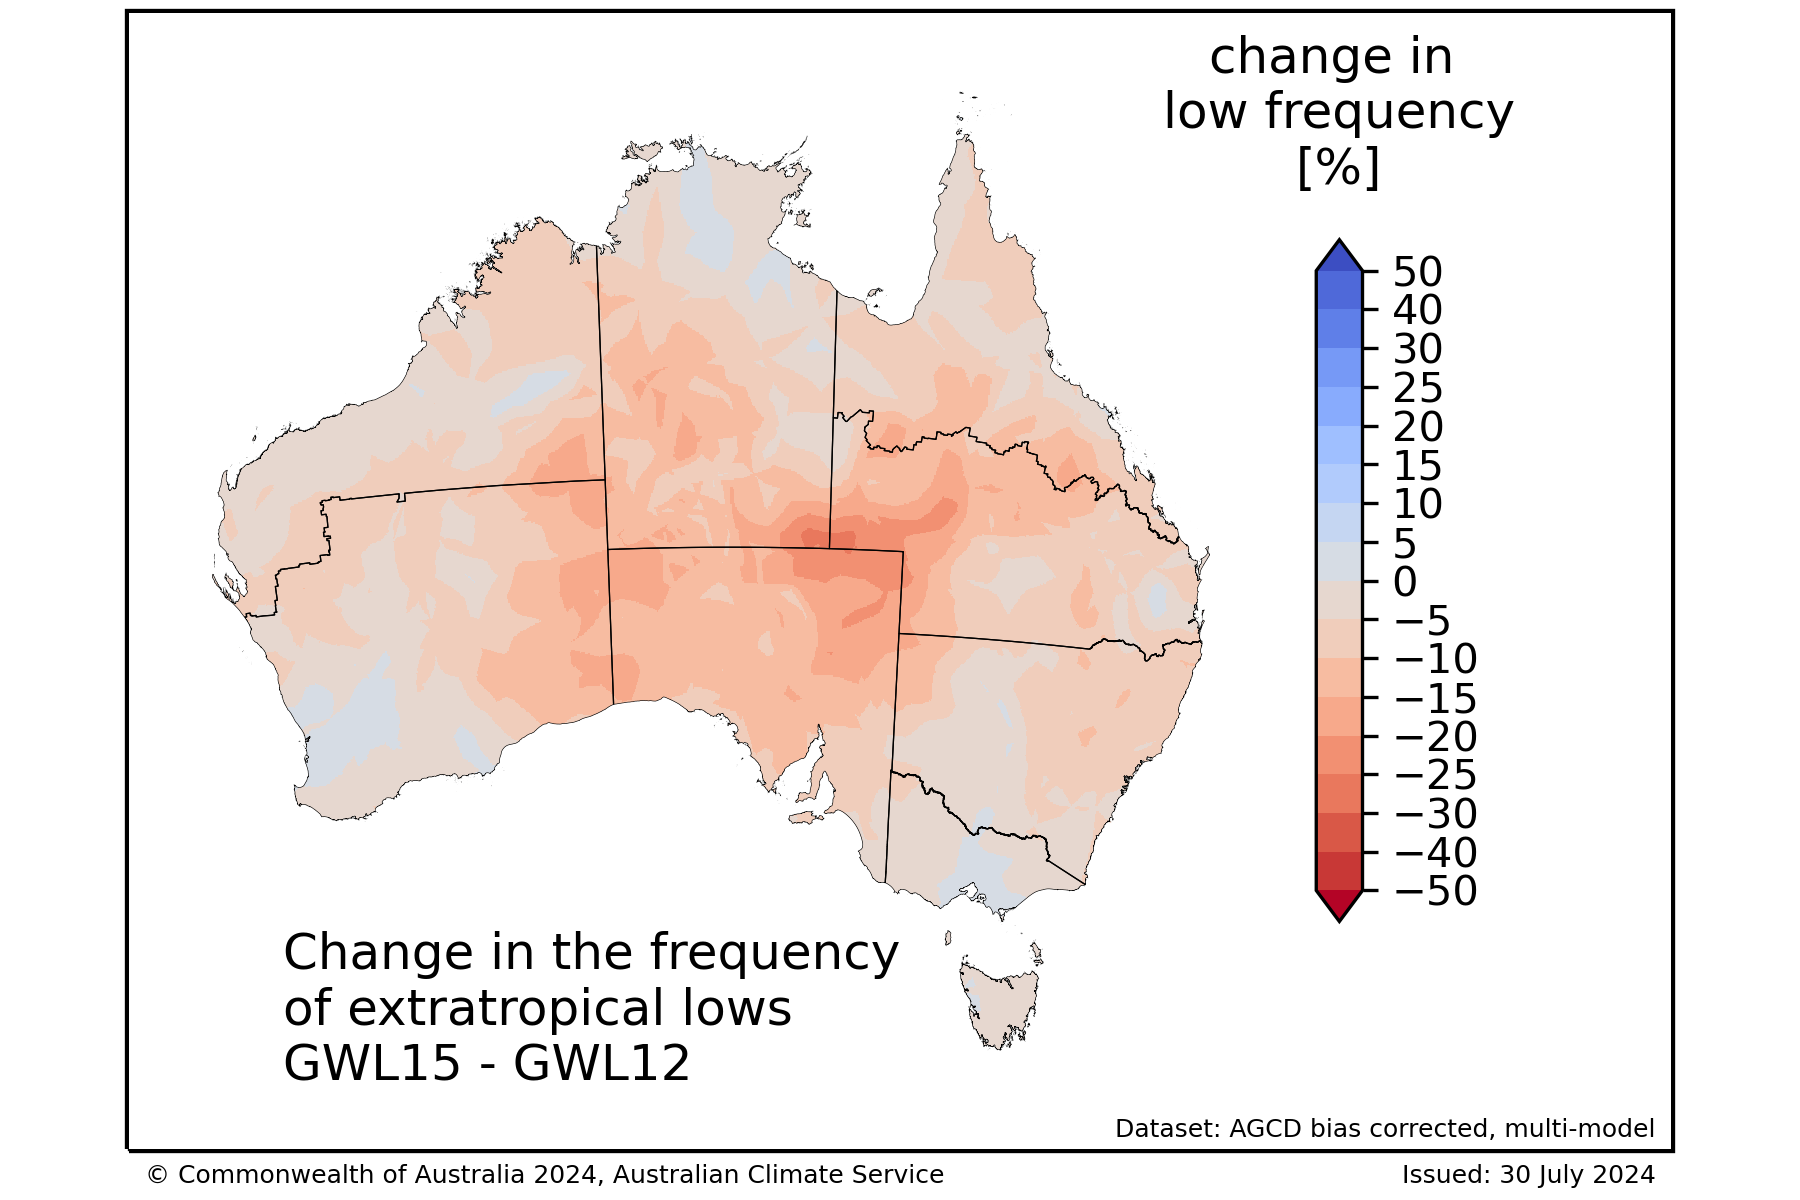 change in
low frequency
[%]
50
40
30
25
20
15
10
5
0
−5
−10
−15
−20
−25
−30
−40
−50
Change in the frequency
of extratropical lows
GWL15 - GWL12
Dataset: AGCD bias corrected, multi-model
© Commonwealth of Australia 2024, Australian Climate Service
Issued: 30 July 2024